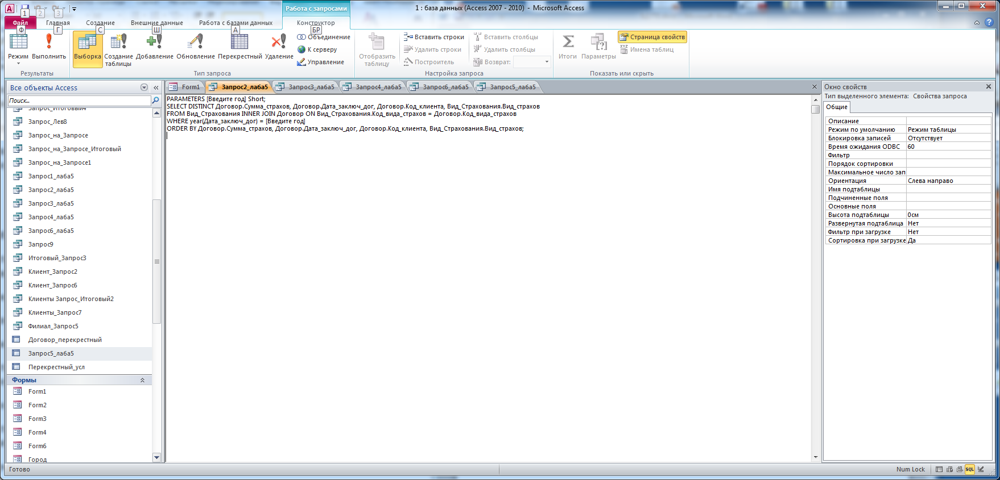 Работа с запросами
1 : база данных (Access 2007 - 2010) - Microsoft Access
1 2 3
Файл Главная Создание Внешние данные Работа с базами данных Конструктор
Ф Г С Ш А БР
Режим
Выполнить
Результаты
Выборка
Создание таблицы
Добавление
Обновление
Перекрестный
Удаление
Объединение
К серверу
Управление
Тип запроса
Отобразить таблицу
Вставить строки
Удалить строки
Построитель
Вставить столбцы
Удалить столбцы
Возврат:
Настройка запроса
Итоги
Параметры
Страница свойств
Имена таблиц
Показать или скрыть
Все объекты Access
Поиск...
Запрос_Итоговый4
Запрос_Лев8
Запрос_на_Запросе
Запрос_на_Запросе_Итоговый
Запрос_на_Запросе1
Запрос1_лаба5
Запрос2_лаба5
Запрос3_лаба5
Запрос4_лаба5
Запрос6_лаба5
Запрос9
Итоговый_Запрос3
Клиент_Запрос2
Клиент_Запрос6
Клиенты Запрос_Итоговый2
Клиенты_Запрос7
Филиал_Запрос5
Договор_перекрестный
Запрос5_лаба5
Перекрестный_усл
Формы
Form1
Form2
Form3
Form4
Form6
Город
Form1 Запрос2_лаба5 Запрос3_лаба5 Запрос4_лаба5 Запрос6_лаба5 Запрос5_лаба5
PARAMETERS [Введите год] Short;
SELECT DISTINCT Договор.Сумма_страхов, Договор.Дата_заключ_дог, Договор.Код_клиента, Вид_Страхования.Вид_страхов
FROM Вид_Страхования INNER JOIN Договор ON Вид_Страхования.Код_вида_страхов = Договор.Код_вида_страхов
WHERE year(Дата_заключ_дог) = [Введите год]
ORDER BY Договор.Сумма_страхов, Договор.Дата_заключ_дог, Договор.Код_клиента, Вид_Страхования.Вид_страхов;
Окно свойств
Тип выделенного элемента: Свойства запроса
Общие
Описание
Режим по умолчанию Режим таблицы
Блокировка записей Отсутствует
Время ожидания ODBC 60
Фильтр
Порядок сортировки
Максимальное число зап
Ориентация Слева направо
Имя подтаблицы
Подчиненные поля
Основные поля
Высота подтаблицы 0см
Развернутая подтаблица Нет
Фильтр при загрузке Нет
Сортировка при загрузке Да
Готово
Num Lock
SQL